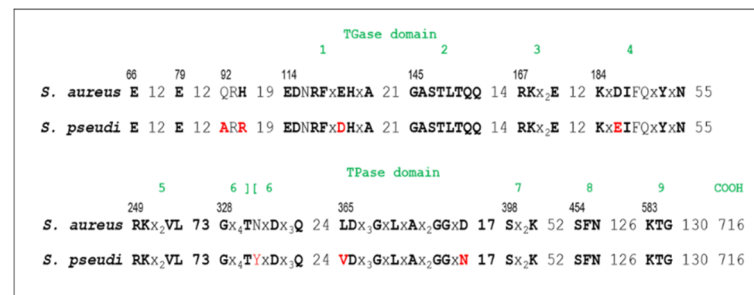 TGase domain
1 2 3 4
66 79 92 114 145 167 184
S. aureus E 12 E 12 QRH 19 EDNRFxEHxA 21 GASTLTQQ 14 RKx₂E 12 KxDIFQxYxN 55
S. pseudi E 12 E 12 ARR 19 EDNRFxDHxA 21 GASTLTQQ 14 RKx₂E 12 KxEIFQxYxN 55
TPase domain
5 6 ][ 6 7 8 9 COOH
249 328 365 398 454 583
S. aureus RKx₂VL 73 Gx₄TNxDx₃Q 24 LDx₃GxLxAx₂GGxD 17 Sx₂K 52 SFN 126 KTG 130 716
S. pseudi RKx₂VL 73 Gx₄TYxDx₃Q 24 VDx₃GxLxAx₂GGxN 17 Sx₂K 52 SFN 126 KTG 130 716